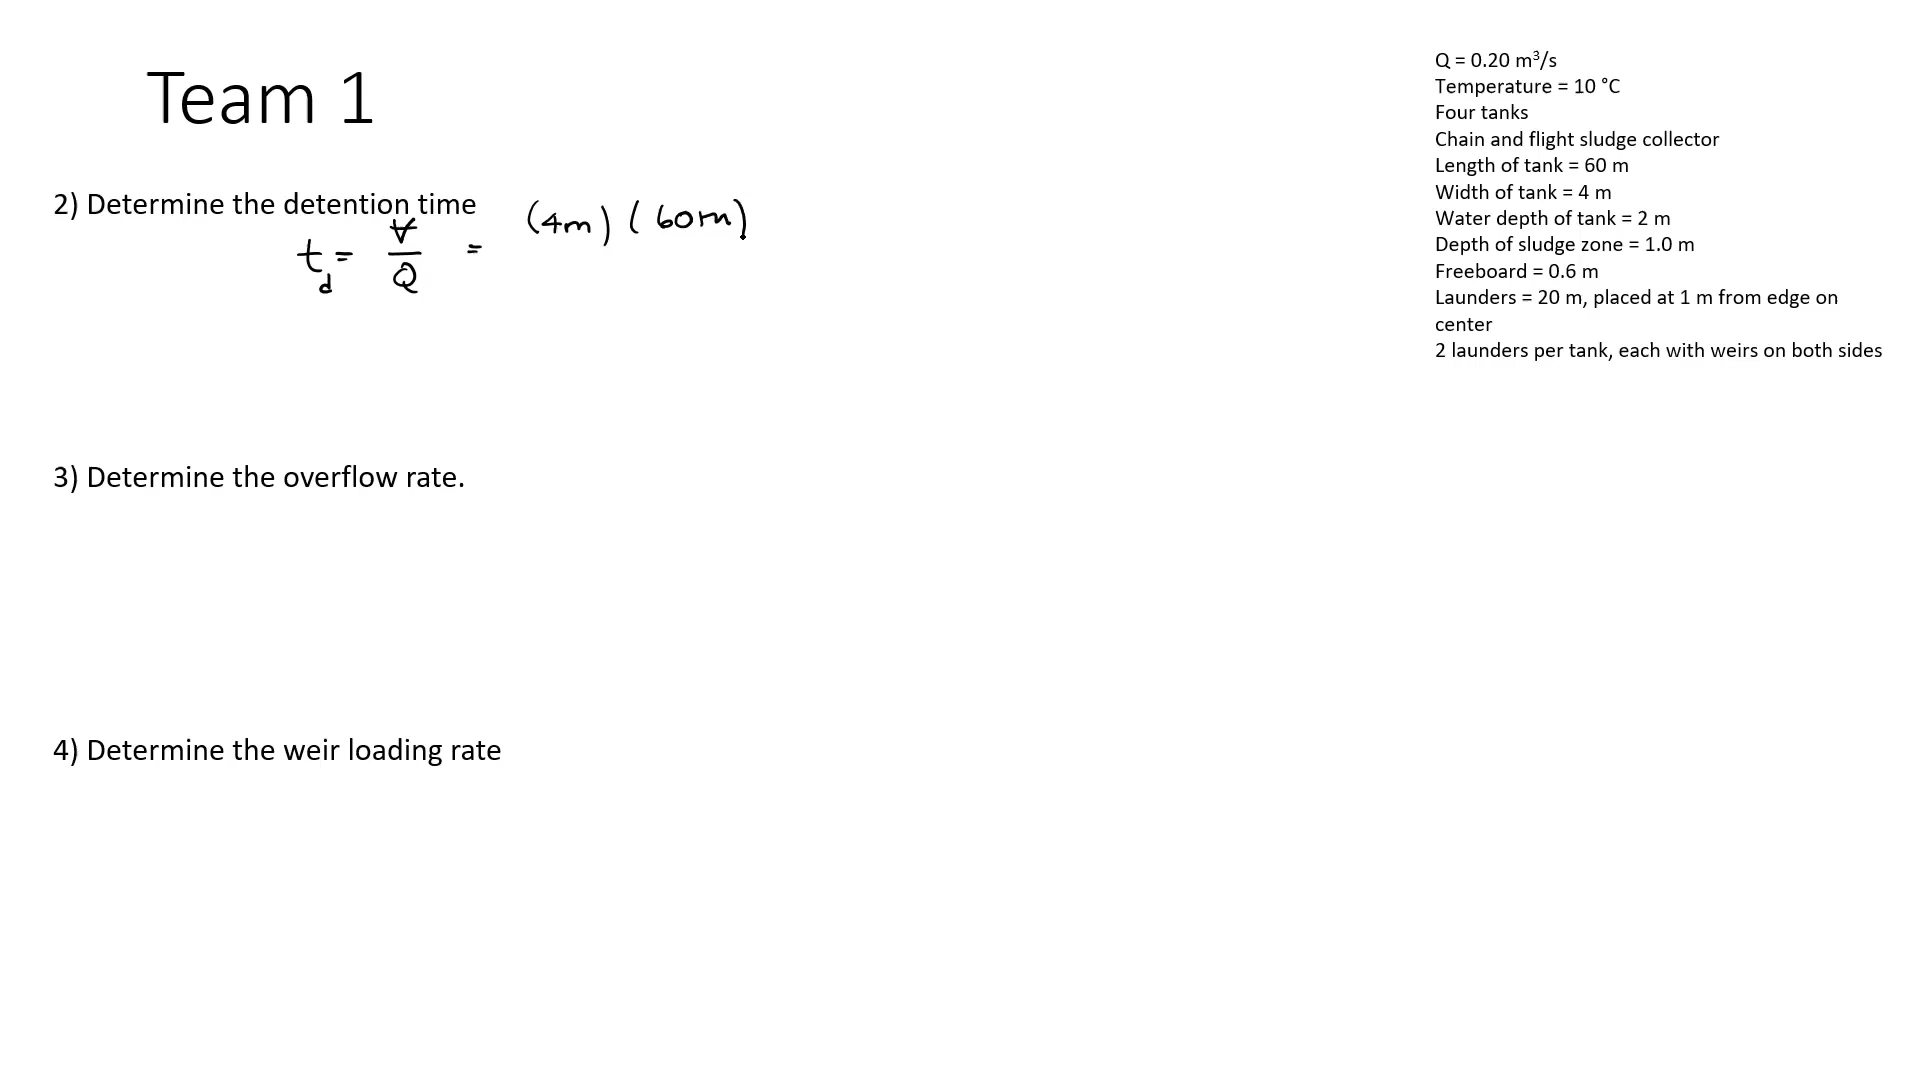 Team 1
Q = 0.20 m³/s
Temperature = 10 °C
Four tanks
Chain and flight sludge collector
Length of tank = 60 m
Width of tank = 4 m
Water depth of tank = 2 m
Depth of sludge zone = 1.0 m
Freeboard = 0.6 m
Launders = 20 m, placed at 1 m from edge on
center
2 launders per tank, each with weirs on both sides
2) Determine the detention time
t_d = V̶/Q = (4m) (60m)
3) Determine the overflow rate.
4) Determine the weir loading rate